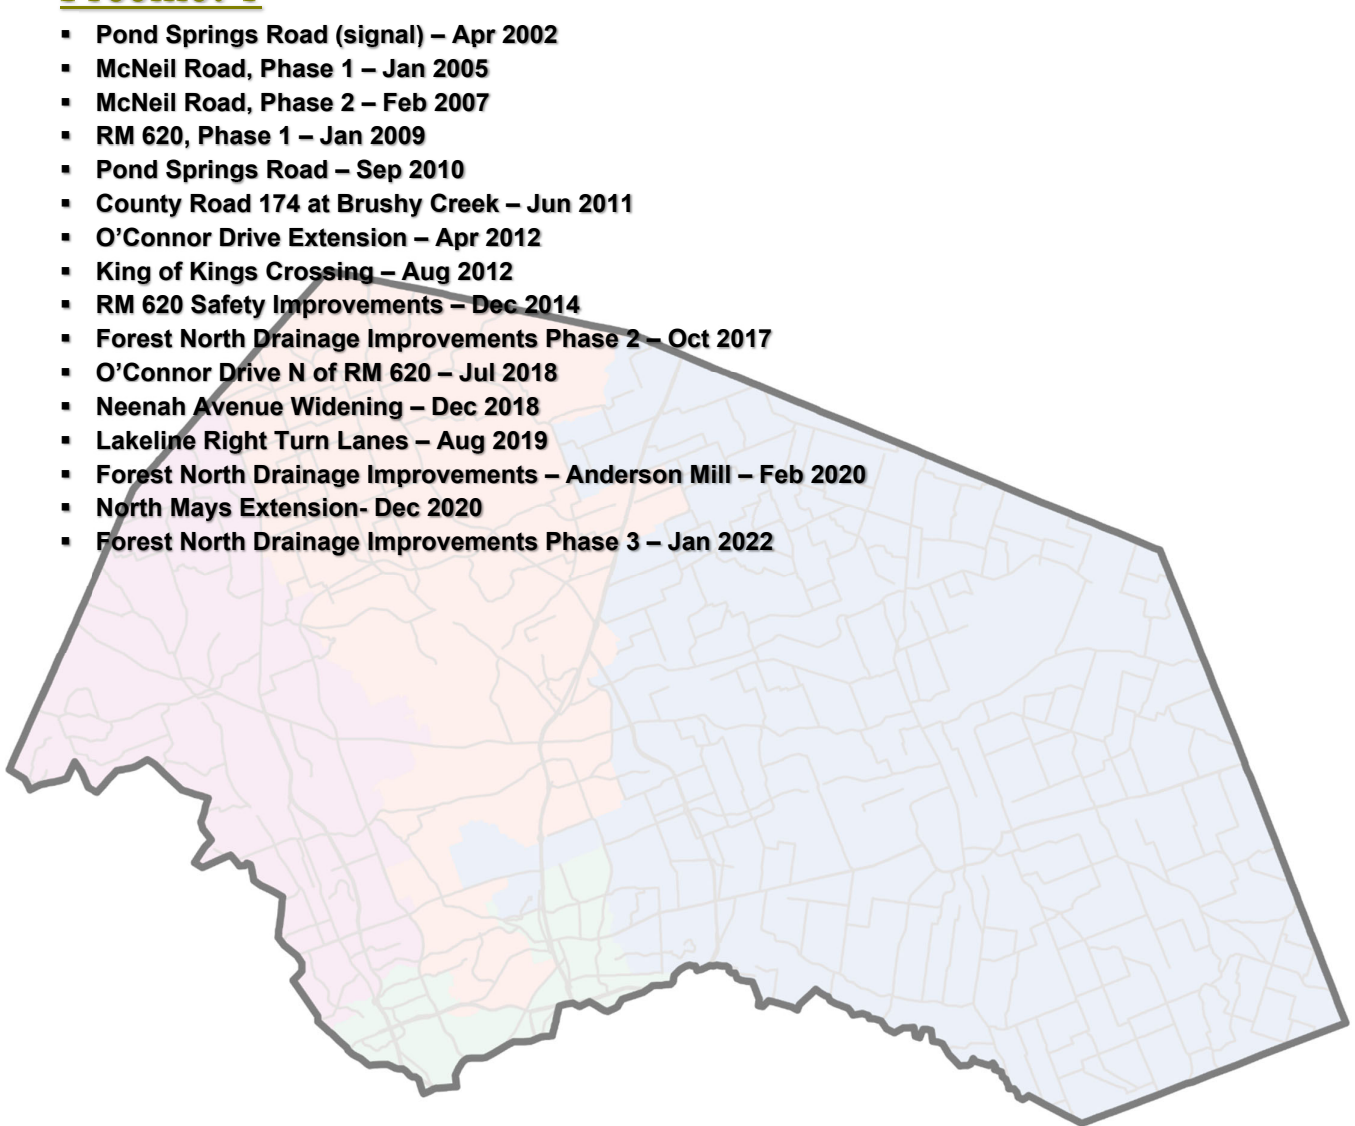 ▪ Pond Springs Road (signal) – Apr 2002
▪ McNeil Road, Phase 1 – Jan 2005
▪ McNeil Road, Phase 2 – Feb 2007
▪ RM 620, Phase 1 – Jan 2009
▪ Pond Springs Road – Sep 2010
▪ County Road 174 at Brushy Creek – Jun 2011
▪ O’Connor Drive Extension – Apr 2012
▪ King of Kings Crossing – Aug 2012
▪ RM 620 Safety Improvements – Dec 2014
▪ Forest North Drainage Improvements Phase 2 – Oct 2017
▪ O’Connor Drive N of RM 620 – Jul 2018
▪ Neenah Avenue Widening – Dec 2018
▪ Lakeline Right Turn Lanes – Aug 2019
▪ Forest North Drainage Improvements – Anderson Mill – Feb 2020
▪ North Mays Extension- Dec 2020
▪ Forest North Drainage Improvements Phase 3 – Jan 2022